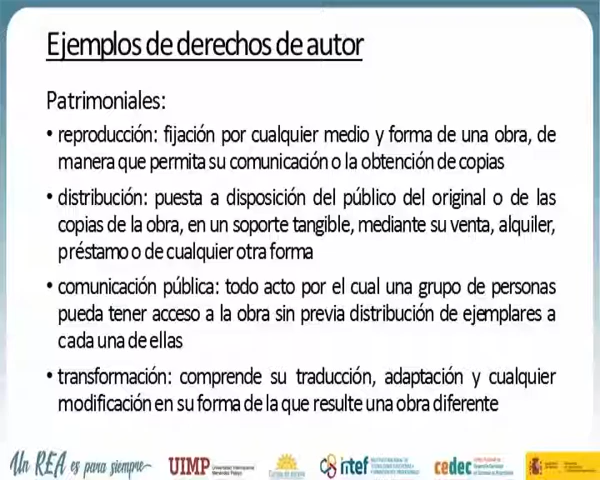 Ejemplos de derechos de autor
Patrimoniales:
• reproducción: fijación por cualquier medio y forma de una obra, de
manera que permita su comunicación o la obtención de copias
• distribución: puesta a disposición del público del original o de las
copias de la obra, en un soporte tangible, mediante su venta, alquiler,
préstamo o de cualquier otra forma
• comunicación pública: todo acto por el cual una grupo de personas
pueda tener acceso a la obra sin previa distribución de ejemplares a
cada una de ellas
• transformación: comprende su traducción, adaptación y cualquier
modificación en su forma de la que resulte una obra diferente
Un REA es para siempre
UIMP
intef
cedec